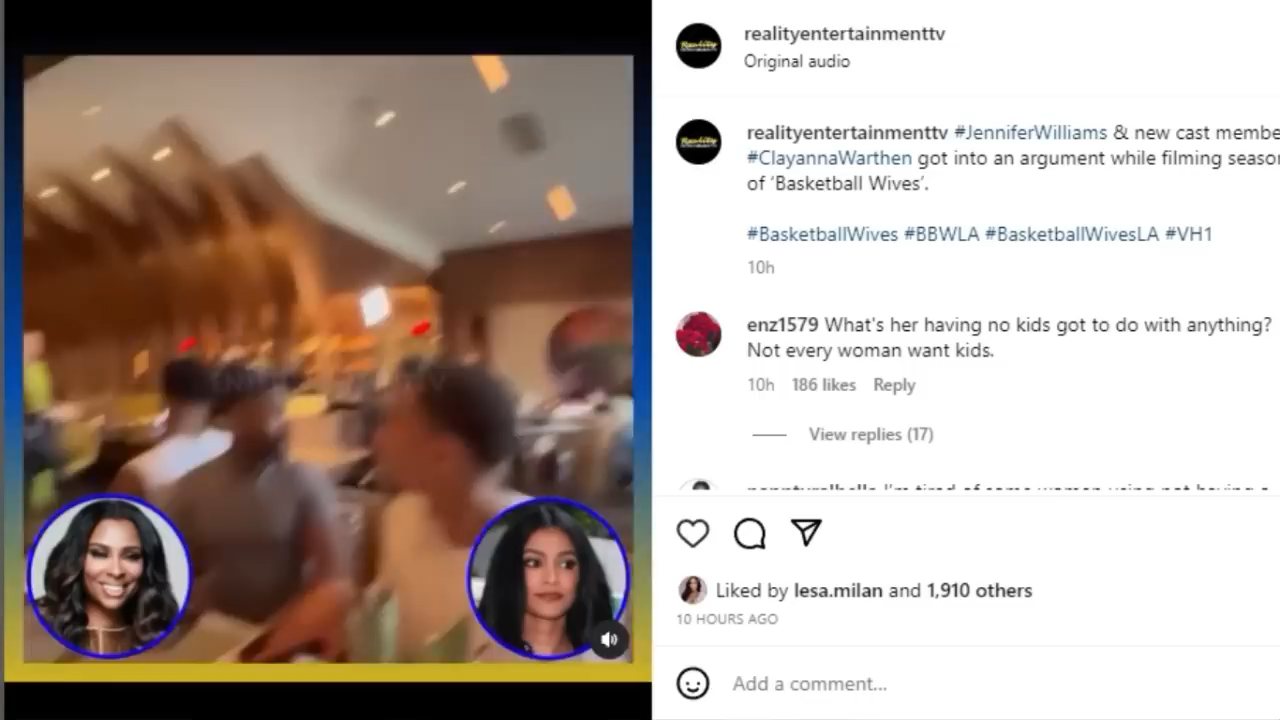 realityentertainmenttv
Original audio
realityentertainmenttv #JenniferWilliams & new cast membe
#ClayannaWarthen got into an argument while filming seaso
of ‘Basketball Wives’.
#BasketballWives #BBWLA #BasketballWivesLA #VH1
10h
enz1579 What's her having no kids got to do with anything?
Not every woman want kids.
10h 186 likes Reply
View replies (17)
Liked by lesa.milan and 1,910 others
10 HOURS AGO
Add a comment...